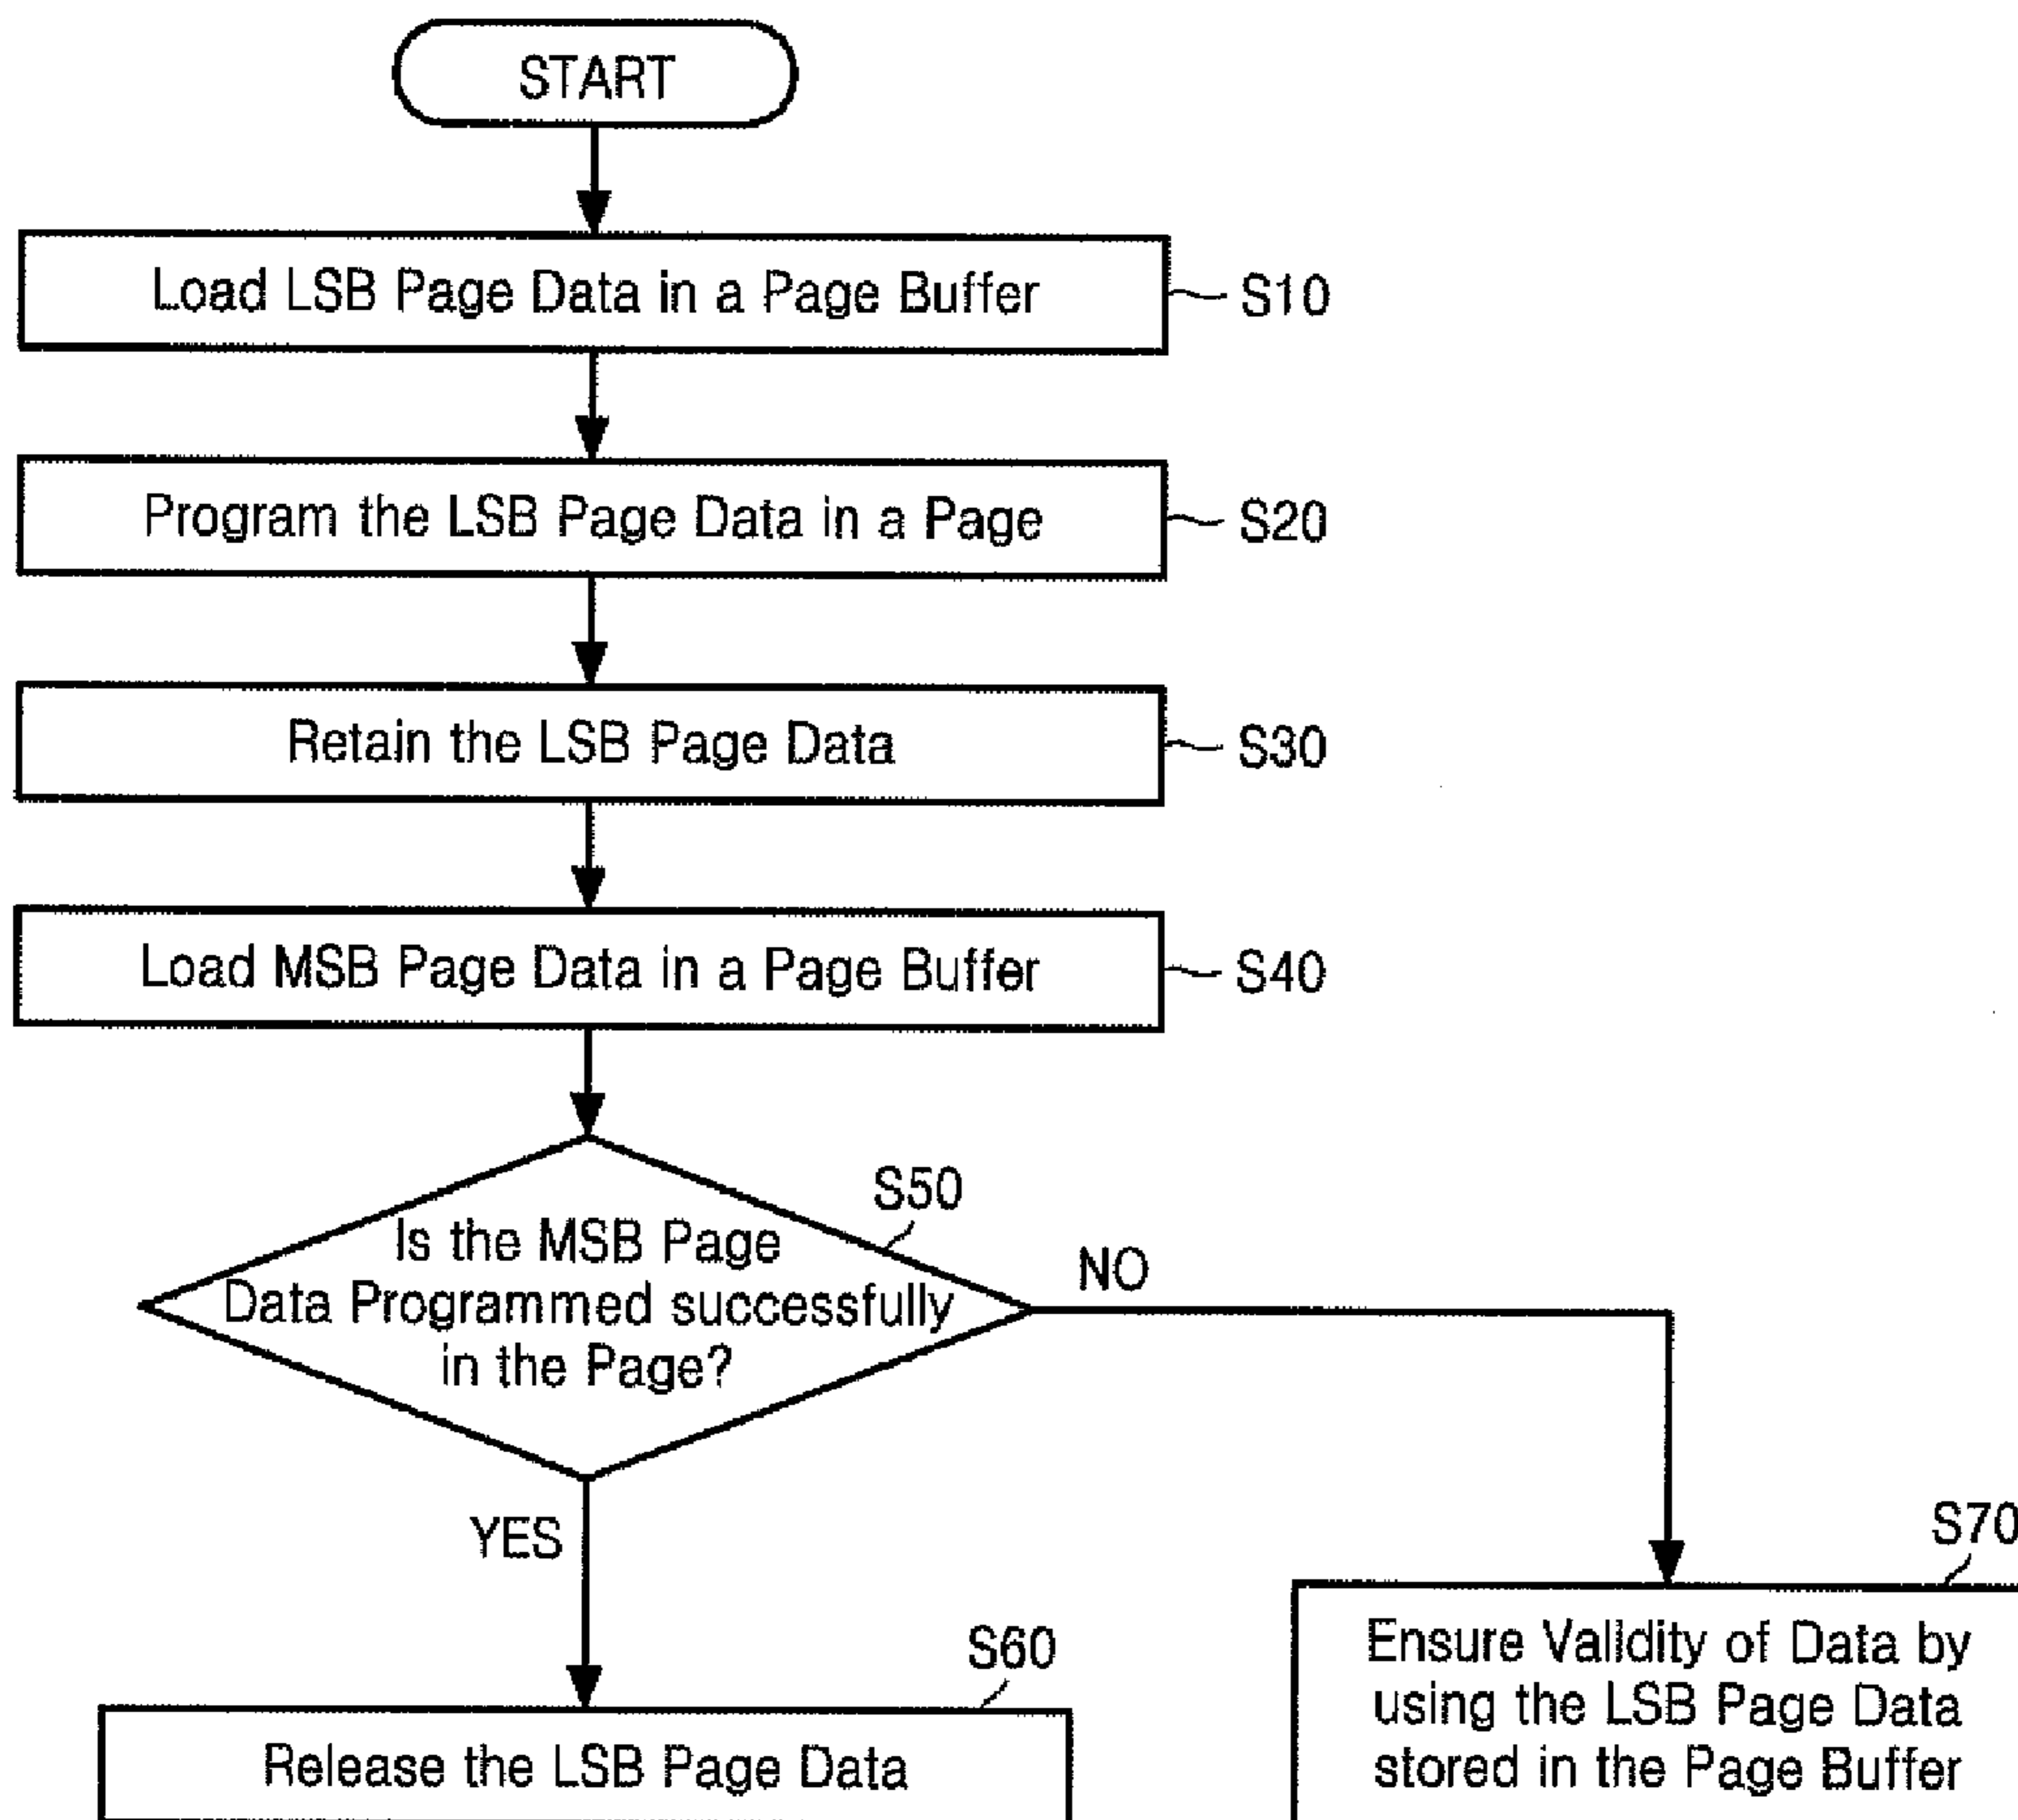 START
Load LSB Page Data in a Page Buffer
S10
Program the LSB Page Data in a Page
S20
Retain the LSB Page Data
S30
Load MSB Page Data in a Page Buffer
S40
S50
Is the MSB Page
Data Programmed successfully
in the Page?
NO
YES
S60
Release the LSB Page Data
S70
Ensure Validity of Data by
using the LSB Page Data
stored in the Page Buffer